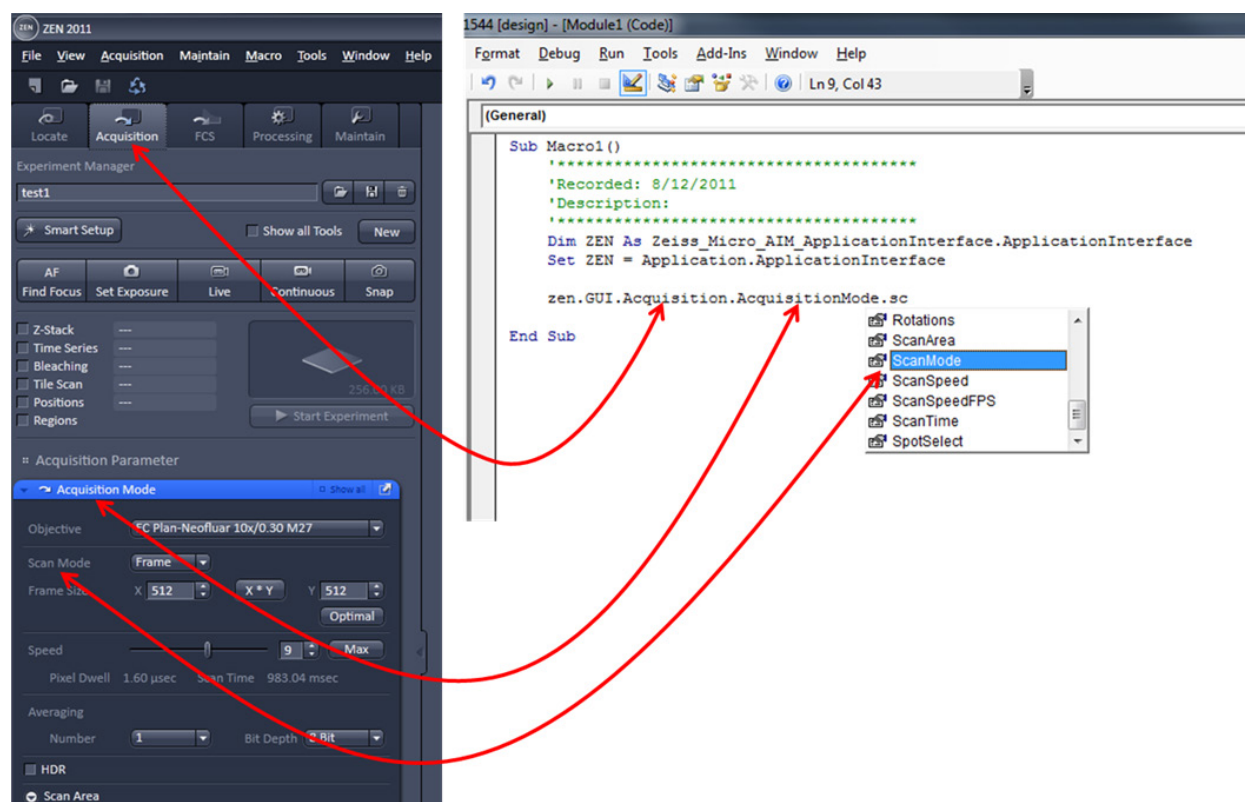 ZEN ZEN 2011
File View Acquisition Maintain Macro Tools Window Help
Locate Acquisition FCS Processing Maintain
Experiment Manager
test1
Smart Setup Show all Tools New
AF
Find Focus Set Exposure Live Continuous Snap
Z-Stack ---
Time Series ---
Bleaching ---
Tile Scan ---
Positions ---
Regions
256.00 KB
Start Experiment
Acquisition Parameter
Acquisition Mode Show all
Objective EC Plan-Neofluar 10x/0.30 M27
Scan Mode Frame
Frame Size X 512 X * Y Y 512
Optimal
Speed 9 Max
Pixel Dwell 1.60 µsec Scan Time 983.04 msec
Averaging
Number 1 Bit Depth 8 Bit
HDR
Scan Area
1544 [design] - [Module1 (Code)]
Format Debug Run Tools Add-Ins Window Help
Ln 9, Col 43
(General)
Sub Macro1()
'************************************
'Recorded: 8/12/2011
'Description:
'************************************
Dim ZEN As Zeiss_Micro_AIM_ApplicationInterface.ApplicationInterface
Set ZEN = Application.ApplicationInterface
zen.GUI.Acquisition.AcquisitionMode.sc
Rotations
ScanArea
ScanMode
ScanSpeed
ScanSpeedFPS
ScanTime
SpotSelect
End Sub